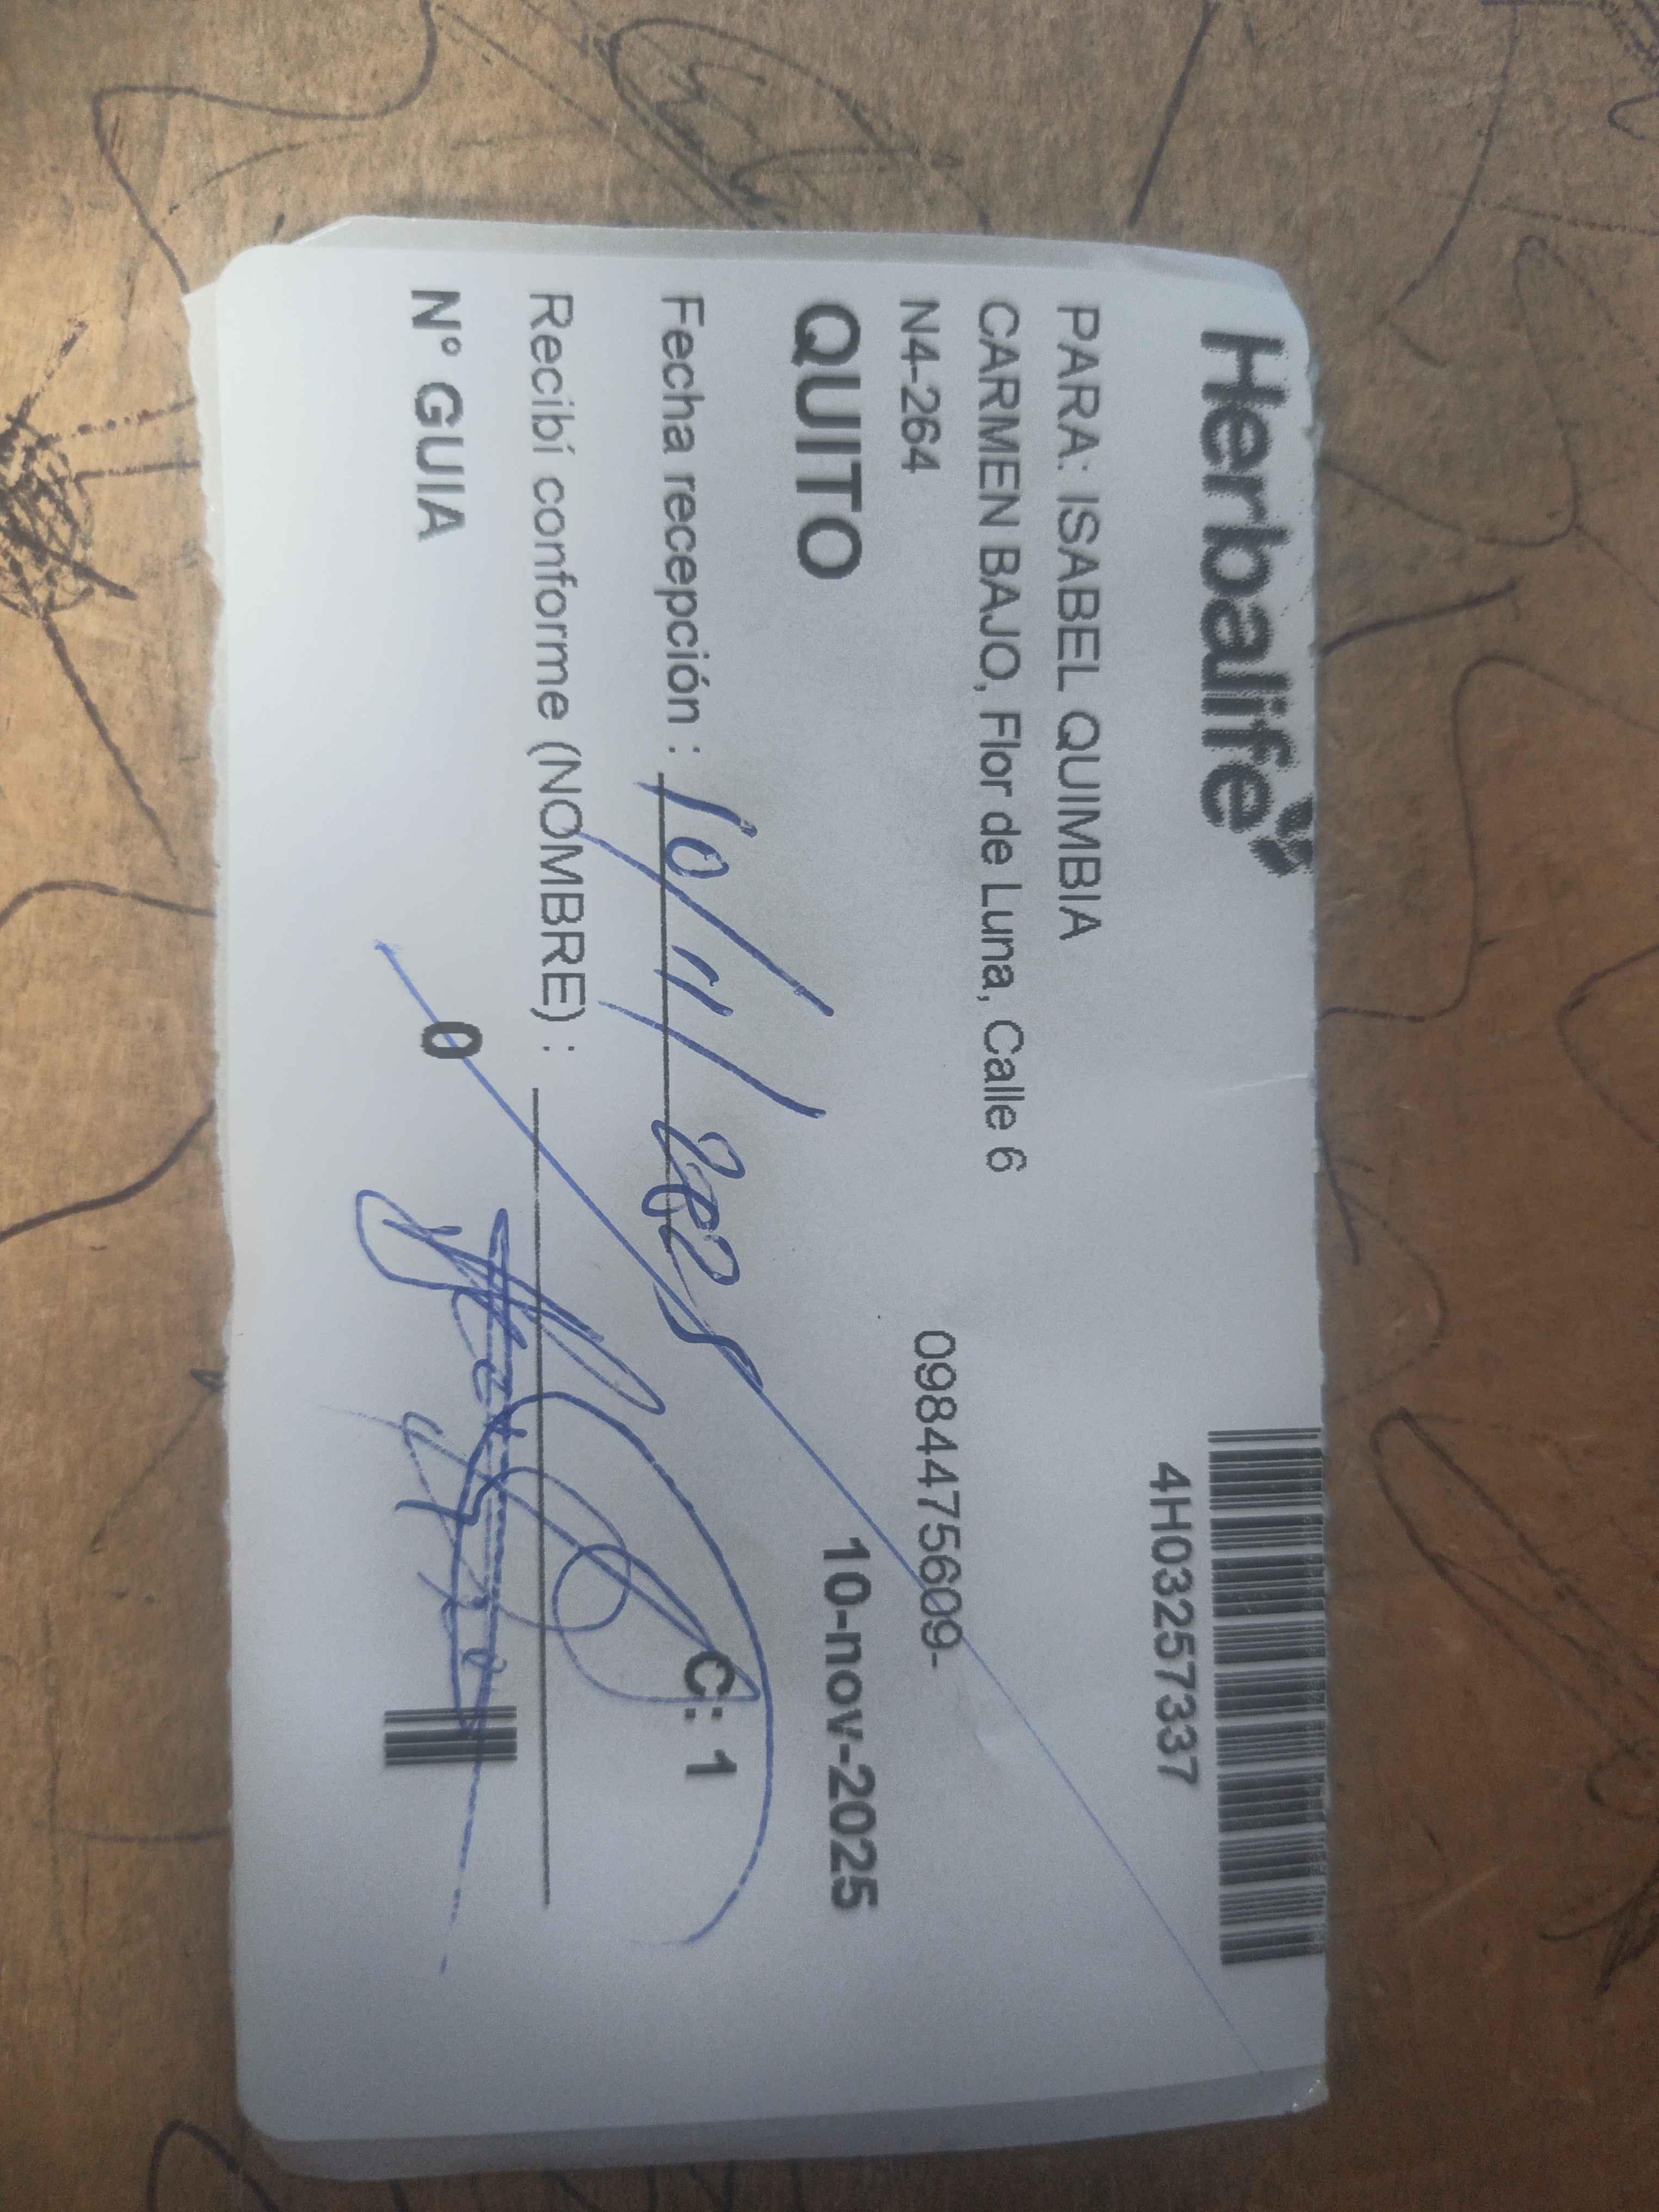 Herbalife
4H03257337
PARA: ISABEL QUIMBIA
CARMEN BAJO, Flor de Luna, Calle 6
N4-264 0984475609-
QUITO 10-nov-2025
Fecha recepción : 10/11/2025 C: 1
Recibí conforme (NOMBRE) :
N° GUIA 0